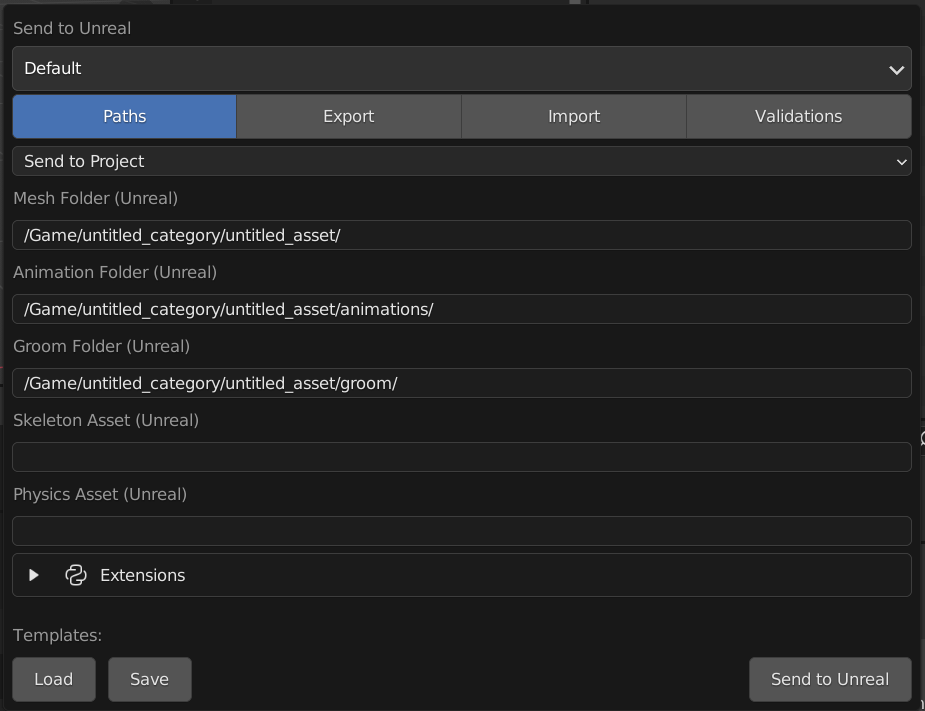 Send to Unreal
Default
Paths Export Import Validations
Send to Project
Mesh Folder (Unreal)
/Game/untitled_category/untitled_asset/
Animation Folder (Unreal)
/Game/untitled_category/untitled_asset/animations/
Groom Folder (Unreal)
/Game/untitled_category/untitled_asset/groom/
Skeleton Asset (Unreal)
Physics Asset (Unreal)
Extensions
Templates:
Load Save Send to Unreal